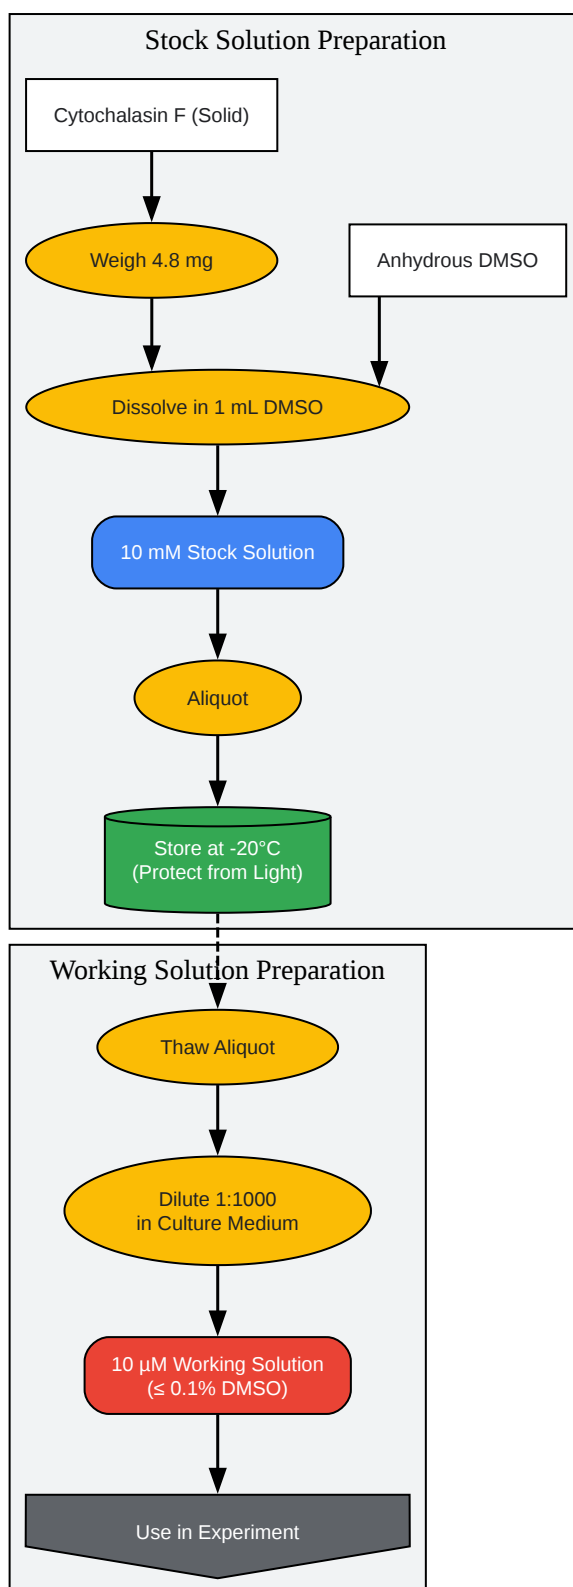 Stock Solution Preparation
Cytochalasin F (Solid)
Weigh 4.8 mg
Anhydrous DMSO
Dissolve in 1 mL DMSO
10 mM Stock Solution
Aliquot
Store at -20°C
(Protect from Light)
Working Solution Preparation
Thaw Aliquot
Dilute 1:1000
in Culture Medium
10 µM Working Solution
(≤ 0.1% DMSO)
Use in Experiment